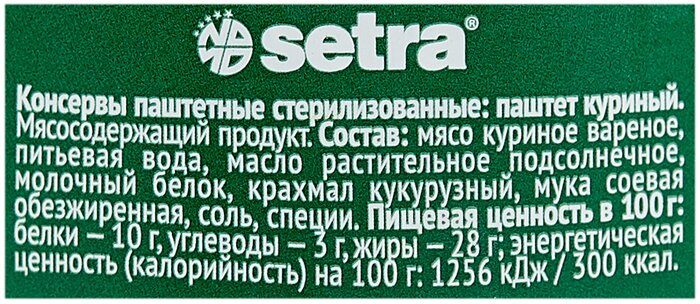 setra®
Консервы паштетные стерилизованные: паштет куриный.
Мясосодержащий продукт. Состав: мясо куриное вареное,
питьевая вода, масло растительное подсолнечное,
молочный белок, крахмал кукурузный, мука соевая
обезжиренная, соль, специи. Пищевая ценность в 100 г:
белки – 10 г, углеводы – 3 г, жиры – 28 г; энергетическая
ценность (калорийность) на 100 г: 1256 кДж / 300 ккал.